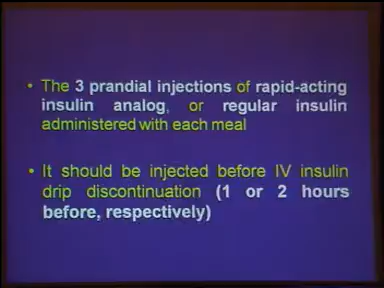 • The 3 prandial injections of rapid-acting
insulin analog, or regular insulin
administered with each meal
• It should be injected before IV insulin
drip discontinuation (1 or 2 hours
before, respectively)